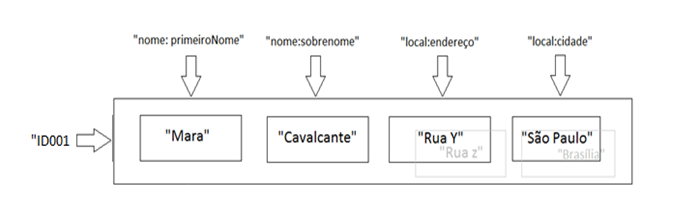 "nome: primeiroNome" "nome:sobrenome" "local:endereço" "local:cidade"
"ID001 "Mara" "Cavalcante" "Rua Y" "São Paulo"
"Rua z" "Brasília"